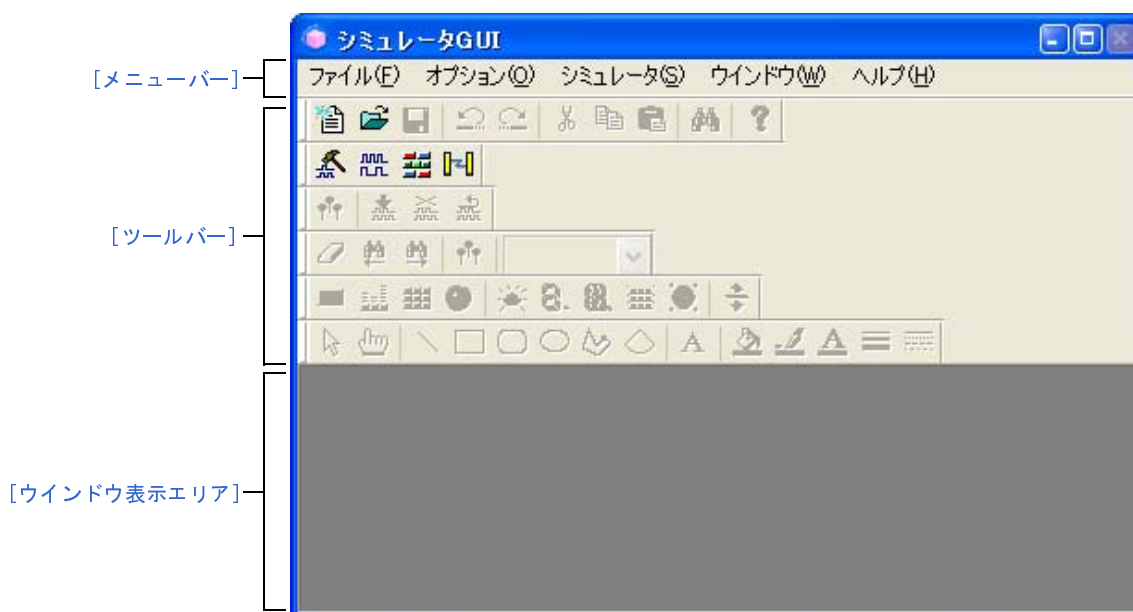 シミュレータGUI
[メニューバー]
ファイル(F) オプション(O) シミュレータ(S) ウインドウ(W) ヘルプ(H)
[ツールバー]
[ウインドウ表示エリア]